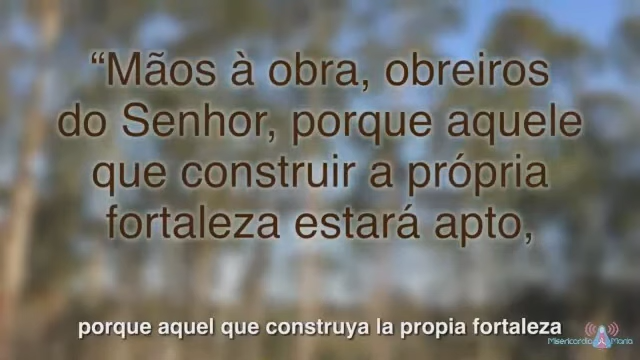 “Mãos à obra, obreiros
do Senhor, porque aquele
que construir a própria
fortaleza estará apto,
porque aquel que construya la propia fortaleza
Misericordia Maria